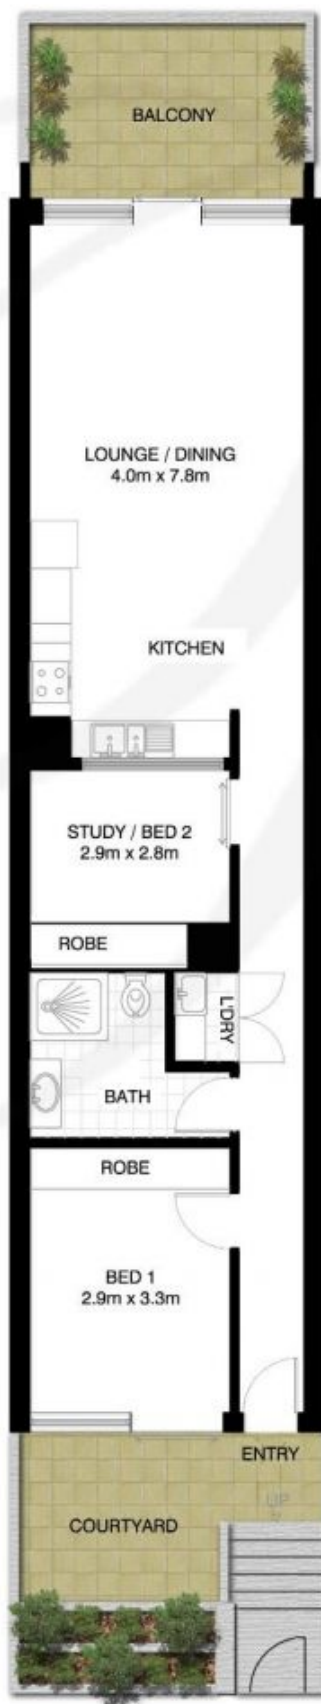 BALCONY
LOUNGE / DINING
4.0m x 7.8m
KITCHEN
STUDY / BED 2
2.9m x 2.8m
ROBE
L'DRY
BATH
ROBE
BED 1
2.9m x 3.3m
ENTRY
UP
COURTYARD